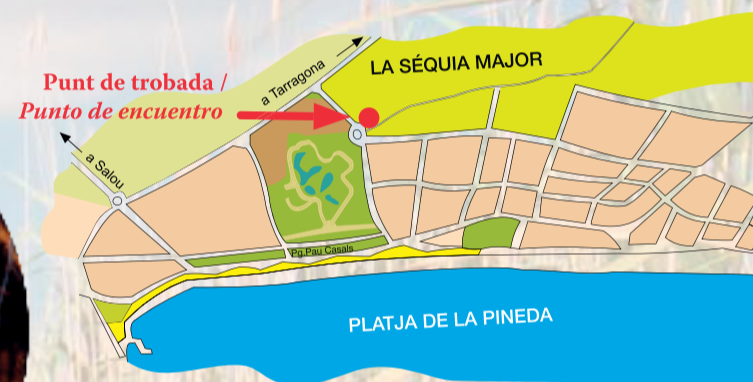 LA SÉQUIA MAJOR
a Tarragona
Punt de trobada /
Punto de encuentro
a Salou
Pg.Pau Casals
PLATJA DE LA PINEDA